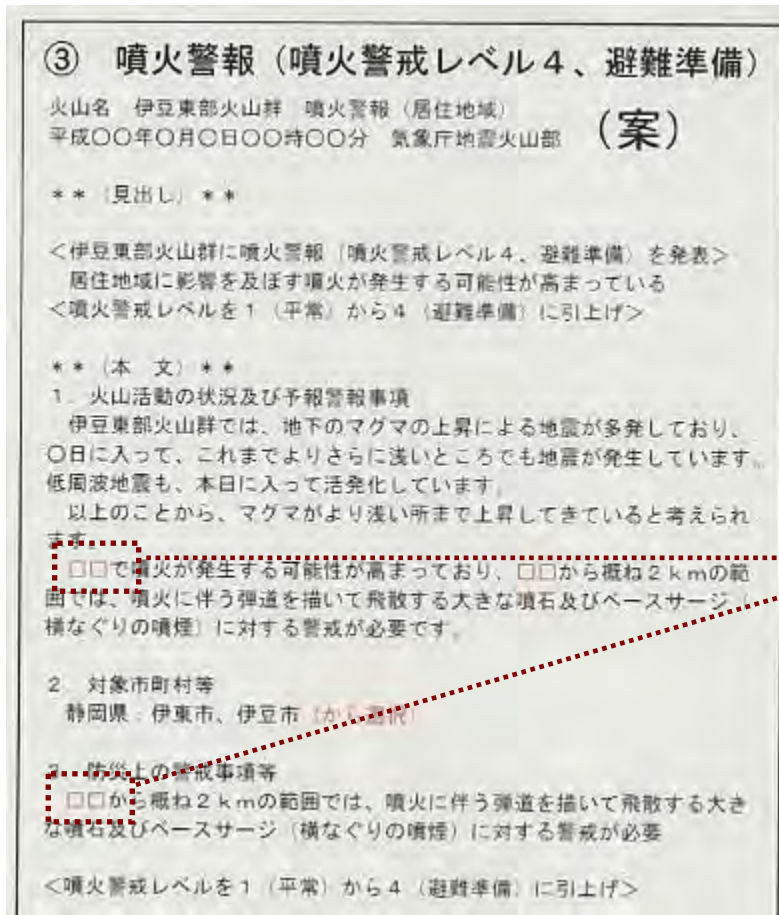 ③ 噴火警報（噴火警戒レベル４、避難準備）
火山名　伊豆東部火山群　噴火警報（居住地域）
平成〇〇年〇月〇日〇〇時〇〇分　気象庁地震火山部　（案）
＊＊（見出し）＊＊
＜伊豆東部火山群に噴火警報（噴火警戒レベル４、避難準備）を発表＞
居住地域に影響を及ぼす噴火が発生する可能性が高まっている
＜噴火警戒レベルを１（平常）から４（避難準備）に引上げ＞
＊＊（本　文）＊＊
１．火山活動の状況及び予報警報事項
伊豆東部火山群では、地下のマグマの上昇による地震が多発しており、
〇日に入って、これまでよりさらに浅いところでも地震が発生しています。
低周波地震も、本日に入って活発化しています。
以上のことから、マグマがより浅い所まで上昇してきていると考えられ
ます。
□□で噴火が発生する可能性が高まっており、□□から概ね２ｋｍの範
囲では、噴火に伴う弾道を描いて飛散する大きな噴石及びベースサージ（
横なぐりの噴煙）に対する警戒が必要です。
２．対象市町村等
静岡県：伊東市、伊豆市（から選択）
３．防災上の警戒事項等
□□から概ね２ｋｍの範囲では、噴火に伴う弾道を描いて飛散する大き
な噴石及びベースサージ（横なぐりの噴煙）に対する警戒が必要
＜噴火警戒レベルを１（平常）から４（避難準備）に引上げ＞